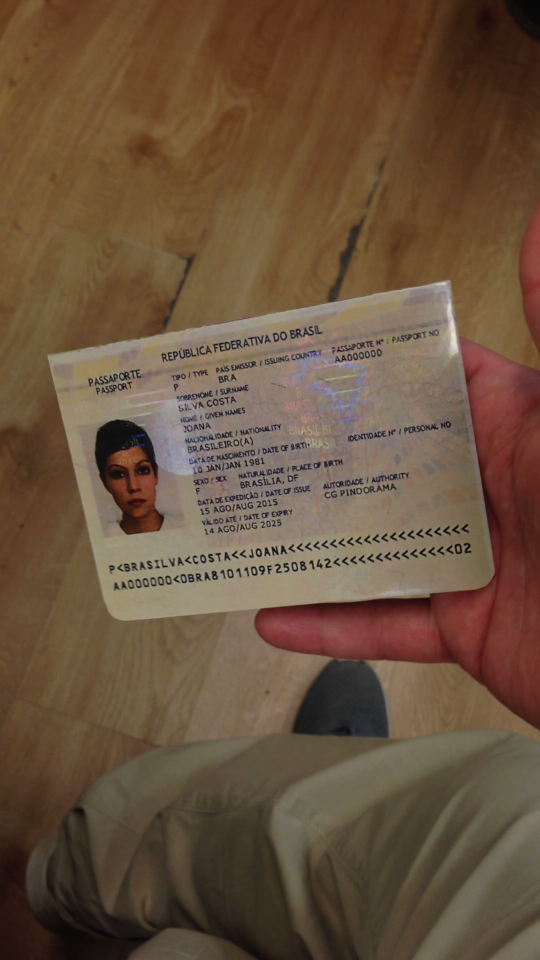 REPÚBLICA FEDERATIVA DO BRASIL
PASSAPORTE
PASSPORT
TIPO / TYPE PAÍS EMISSOR / ISSUING COUNTRY PASSAPORTE Nº / PASSPORT NO
P BRA AA000000
SOBRENOME / SURNAME
SILVA COSTA
NOME / GIVEN NAMES
JOANA
NACIONALIDADE / NATIONALITY
BRASILEIRO(A)
DATA DE NASCIMENTO / DATE OF BIRTH IDENTIDADE Nº / PERSONAL NO
10 JAN/JAN 1981
SEXO / SEX NATURALIDADE / PLACE OF BIRTH
F BRASÍLIA, DF
DATA DE EXPEDIÇÃO / DATE OF ISSUE AUTORIDADE / AUTHORITY
15 AGO/AUG 2015 CG PINDORAMA
VÁLIDO ATÉ / DATE OF EXPIRY
14 AGO/AUG 2025
P<BRASILVA<COSTA<<JOANA<<<<<<<<<<<<<<<<<<<<<
AA000000<0BRA8101109F2508142<<<<<<<<<<<<<<02